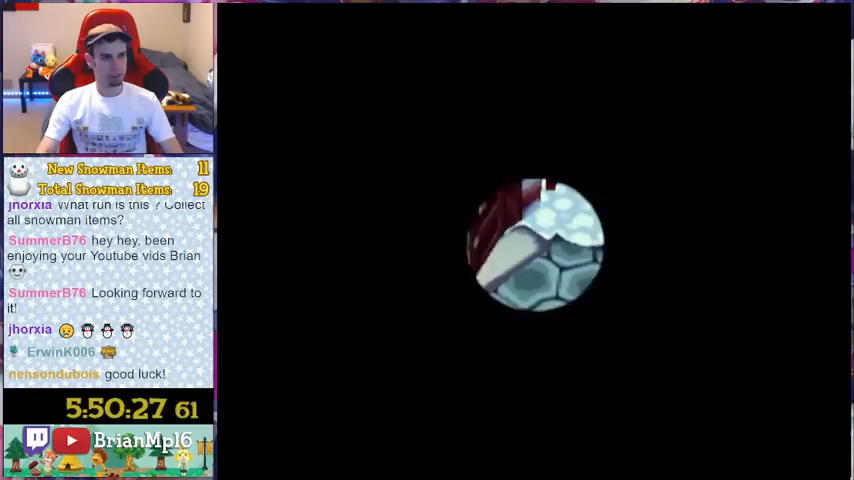 New Snowman Items: 11
Total Snowman Items: 19
jhorxia What run is this ? Collect
all snowman items?
SummerB76 hey hey, been
enjoying your Youtube vids Brian
SummerB76 Looking forward to
it!
jhorxia
ErwinK006
nensondubois good luck!
5:50:27 61
BrianMp16